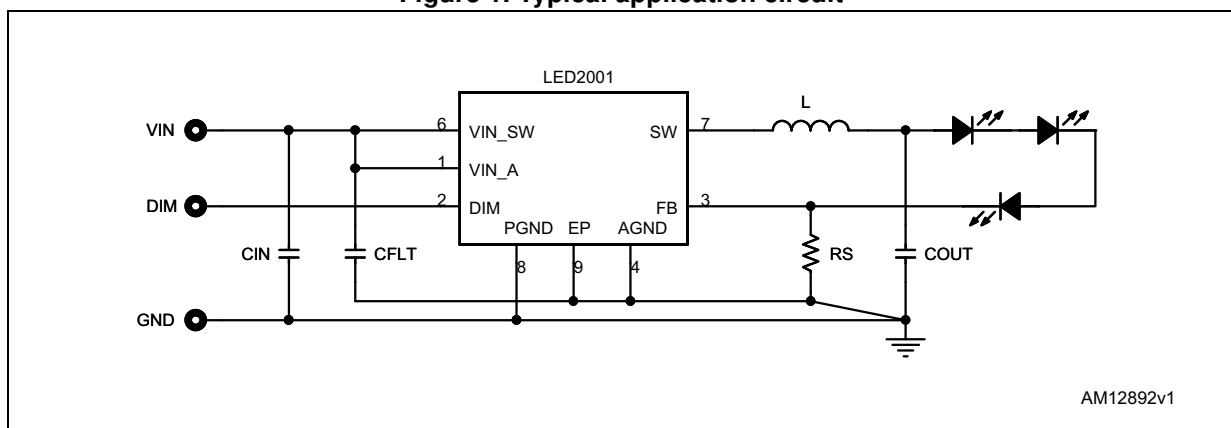 Figure 1. Typical application circuit
LED2001
L
VIN
6
VIN_SW
SW
7
1
VIN_A
DIM
2
DIM
FB
3
PGND
EP
AGND
CIN
CFLT
8
9
4
RS
COUT
GND
AM12892v1